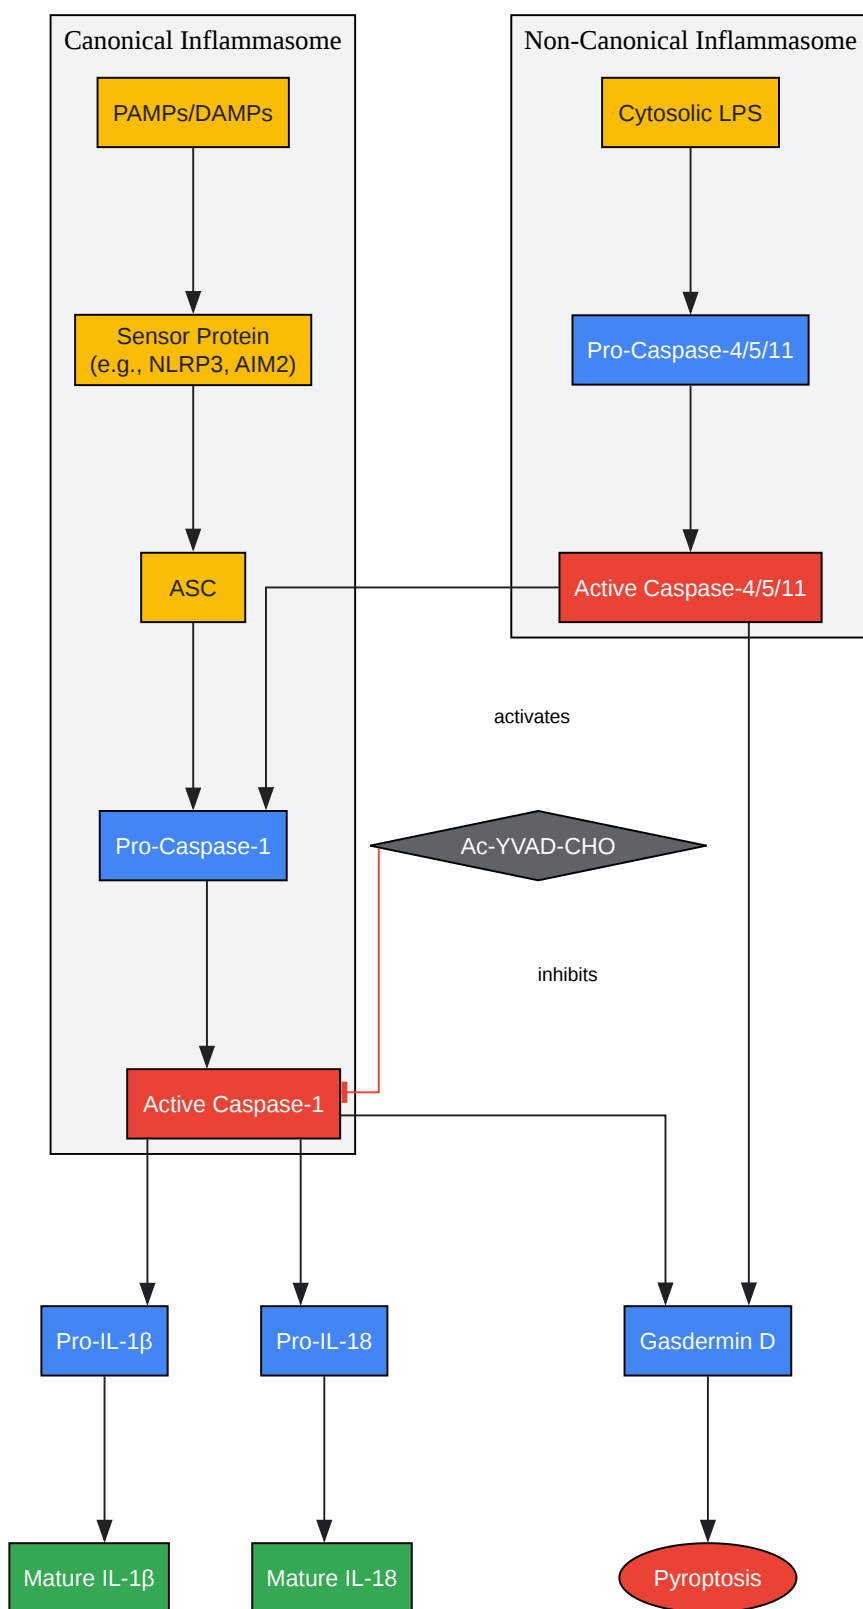 Canonical Inflammasome
Non-Canonical Inflammasome
PAMPs/DAMPs
Cytosolic LPS
Sensor Protein
(e.g., NLRP3, AIM2)
Pro-Caspase-4/5/11
ASC
Active Caspase-4/5/11
activates
Pro-Caspase-1
Ac-YVAD-CHO
inhibits
Active Caspase-1
Pro-IL-1β
Pro-IL-18
Gasdermin D
Mature IL-1β
Mature IL-18
Pyroptosis